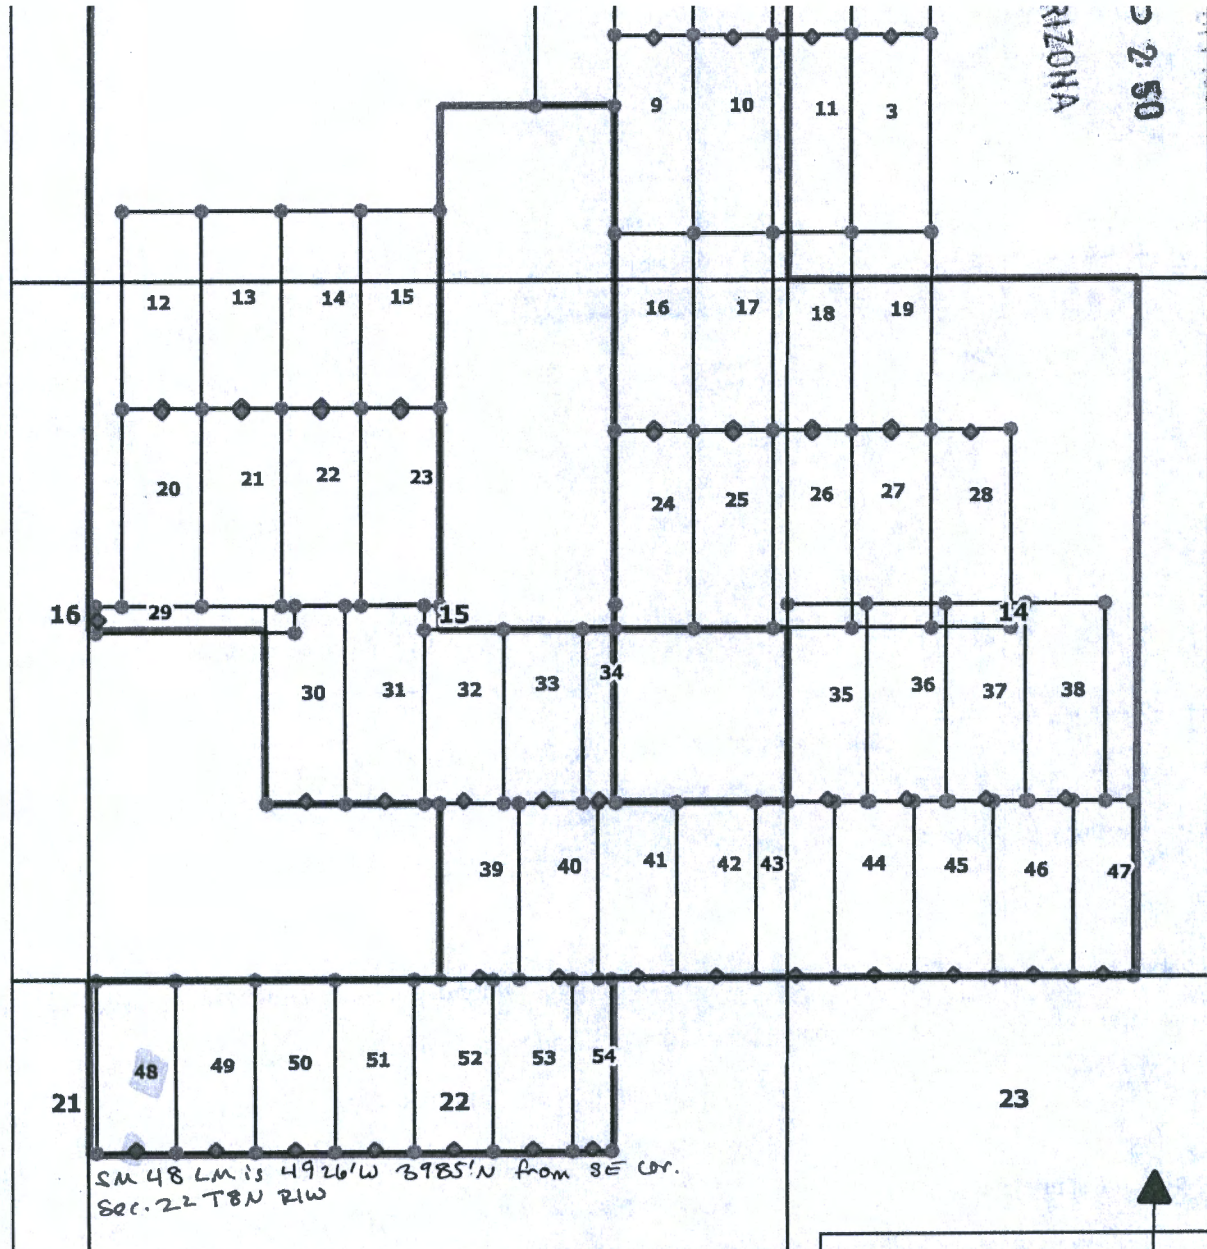 RIZONA
2: 50
9 10 11 3
12 13 14 15
16 17 18 19
20 21 22 23
24 25 26 27 28
16 29 15 14
30 31 32 33 34 35 36 37 38
39 40 41 42 43 44 45 46 47
48 49 50 51 52 53 54
21 22 23
SM 48 LM is 4926'W 3985'N from SE cor.
Sec. 22 T8N R1W